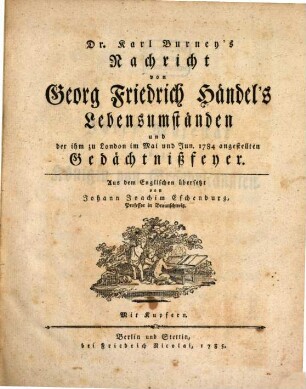 Dr. Karl Burney's
Nachricht
von
Georg Friedrich Händel's
Lebensumständen
und
der ihm zu London im Mai und Jun. 1784 angestellten
Gedächtnißfeyer.
Aus dem Englischen übersetzt
von
Johann Joachim Eschenburg,
Professor in Braunschweig.
Mit Kupfern.
Berlin und Stettin,
bei Friedrich Nicolai, 1785.